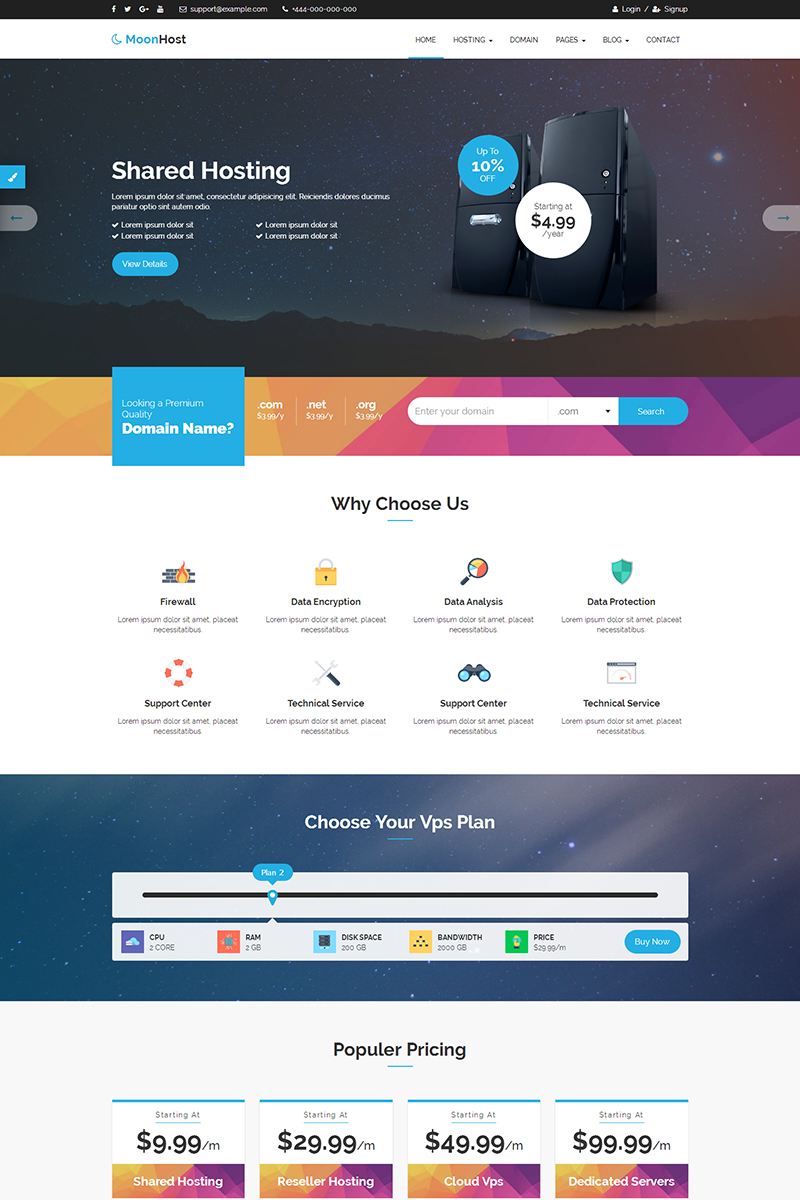 support@example.com +444-000-000-000 Login / Signup
MoonHost HOME HOSTING DOMAIN PAGES BLOG CONTACT
Up To
10%
OFF
Shared Hosting
Lorem ipsum dolor sit amet, consectetur adipisicing elit. Reiciendis dolores ducimus
pariatur optio sint autem odio.
Lorem ipsum dolor sit Lorem ipsum dolor sit
Lorem ipsum dolor sit Lorem ipsum dolor sit
View Details
Starting at
$4.99
/year
Looking a Premium
Quality
Domain Name?
.com .net .org
$3.99/y $3.99/y $3.99/y
Enter your domain .com Search
Why Choose Us
Firewall Data Encryption Data Analysis Data Protection
Lorem ipsum dolor sit amet, placeat Lorem ipsum dolor sit amet, placeat Lorem ipsum dolor sit amet, placeat Lorem ipsum dolor sit amet, placeat
necessitatibus. necessitatibus. necessitatibus. necessitatibus.
Support Center Technical Service Support Center Technical Service
Lorem ipsum dolor sit amet, placeat Lorem ipsum dolor sit amet, placeat Lorem ipsum dolor sit amet, placeat Lorem ipsum dolor sit amet, placeat
necessitatibus. necessitatibus. necessitatibus. necessitatibus.
Choose Your Vps Plan
Plan 2
CPU RAM DISK SPACE BANDWIDTH PRICE
2 CORE 2 GB 200 GB 2000 GB $29.99/m
Buy Now
Populer Pricing
Starting At Starting At Starting At Starting At
$9.99/m $29.99/m $49.99/m $99.99/m
Shared Hosting Reseller Hosting Cloud Vps Dedicated Servers